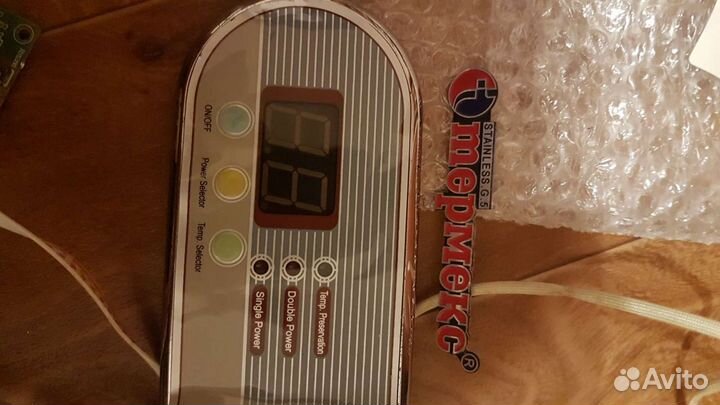 ON/OFF
Power Selector
Temp. Selector
Temp. Preservation
Double Power
Single Power
STAINLESS. G. 5
термекс®
Avito